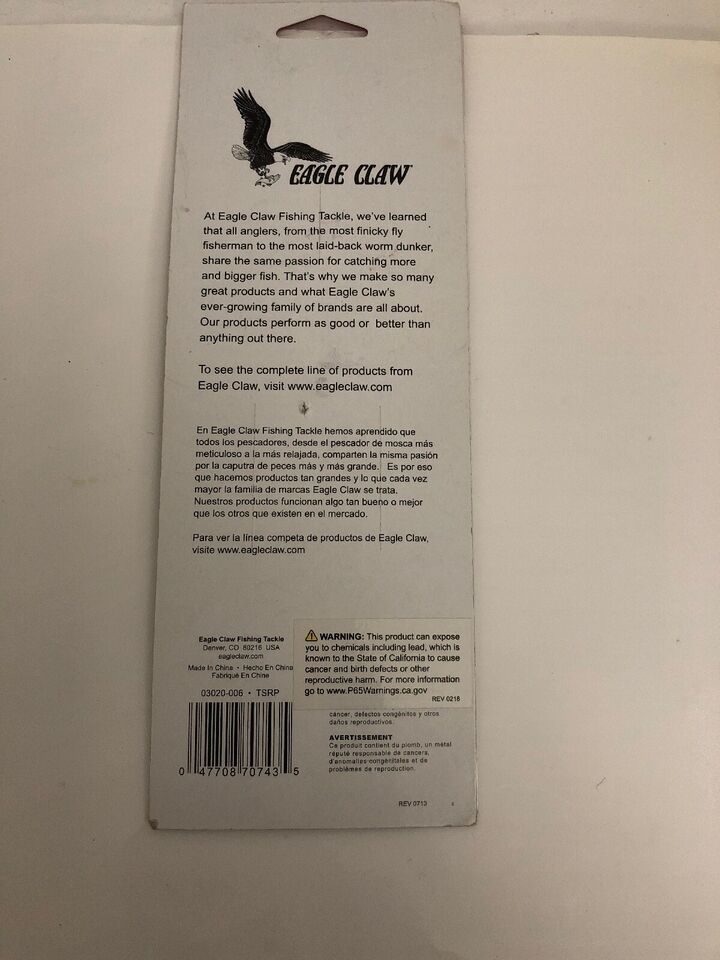 EAGLE CLAW
At Eagle Claw Fishing Tackle, we've learned
that all anglers, from the most finicky fly
fisherman to the most laid-back worm dunker,
share the same passion for catching more
and bigger fish. That's why we make so many
great products and what Eagle Claw's
ever-growing family of brands are all about.
Our products perform as good or better than
anything out there.
To see the complete line of products from
Eagle Claw, visit www.eagleclaw.com
En Eagle Claw Fishing Tackle hemos aprendido que
todos los pescadores, desde el pescador de mosca más
meticuloso a la más relajada, comparten la misma pasión
por la caputra de peces más y más grande. Es por eso
que hacemos productos tan grandes y lo que cada vez
mayor la familia de marcas Eagle Claw se trata.
Nuestros productos funcionan algo tan bueno o mejor
que los otros que existen en el mercado.
Para ver la línea competa de productos de Eagle Claw,
visite www.eagleclaw.com
Eagle Claw Fishing Tackle
Denver, CO 80216 USA
eagleclaw.com
Made In China • Hecho En China
Fabriqué En Chine
03020-006 • TSRP
0 47708 70743 5
WARNING: This product can expose
you to chemicals including lead, which is
known to the State of California to cause
cancer and birth defects or other
reproductive harm. For more information
go to www.P65Warnings.ca.gov
REV 0218
cáncer, defectos congénitos y otros
daños reproductivos.
AVERTISSEMENT
Ce produit contient du plomb, un métal
réputé responsable de cancers,
d'anomalies congénitales et de
problèmes de reproduction.
REV 0713